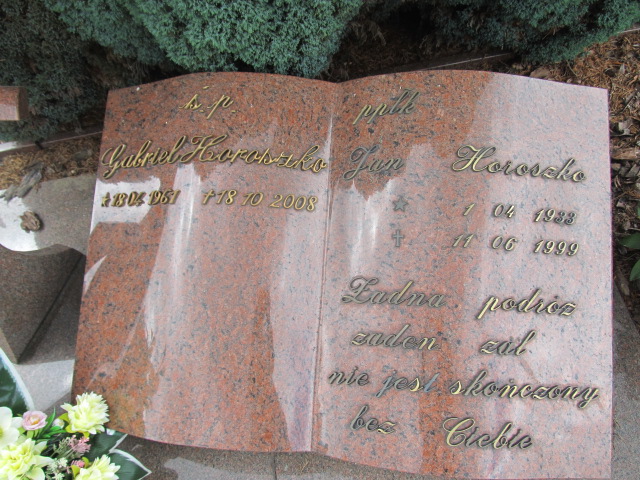 ś. p.
Gabriel Horoszko
★ 18 04 1961 ✝ 18 10 2008
ppłk
Jan Horoszko
★ 1 04 1933
✝ 11 06 1999
Żadna podróż
żaden żal
nie jest skończony
bez Ciebie